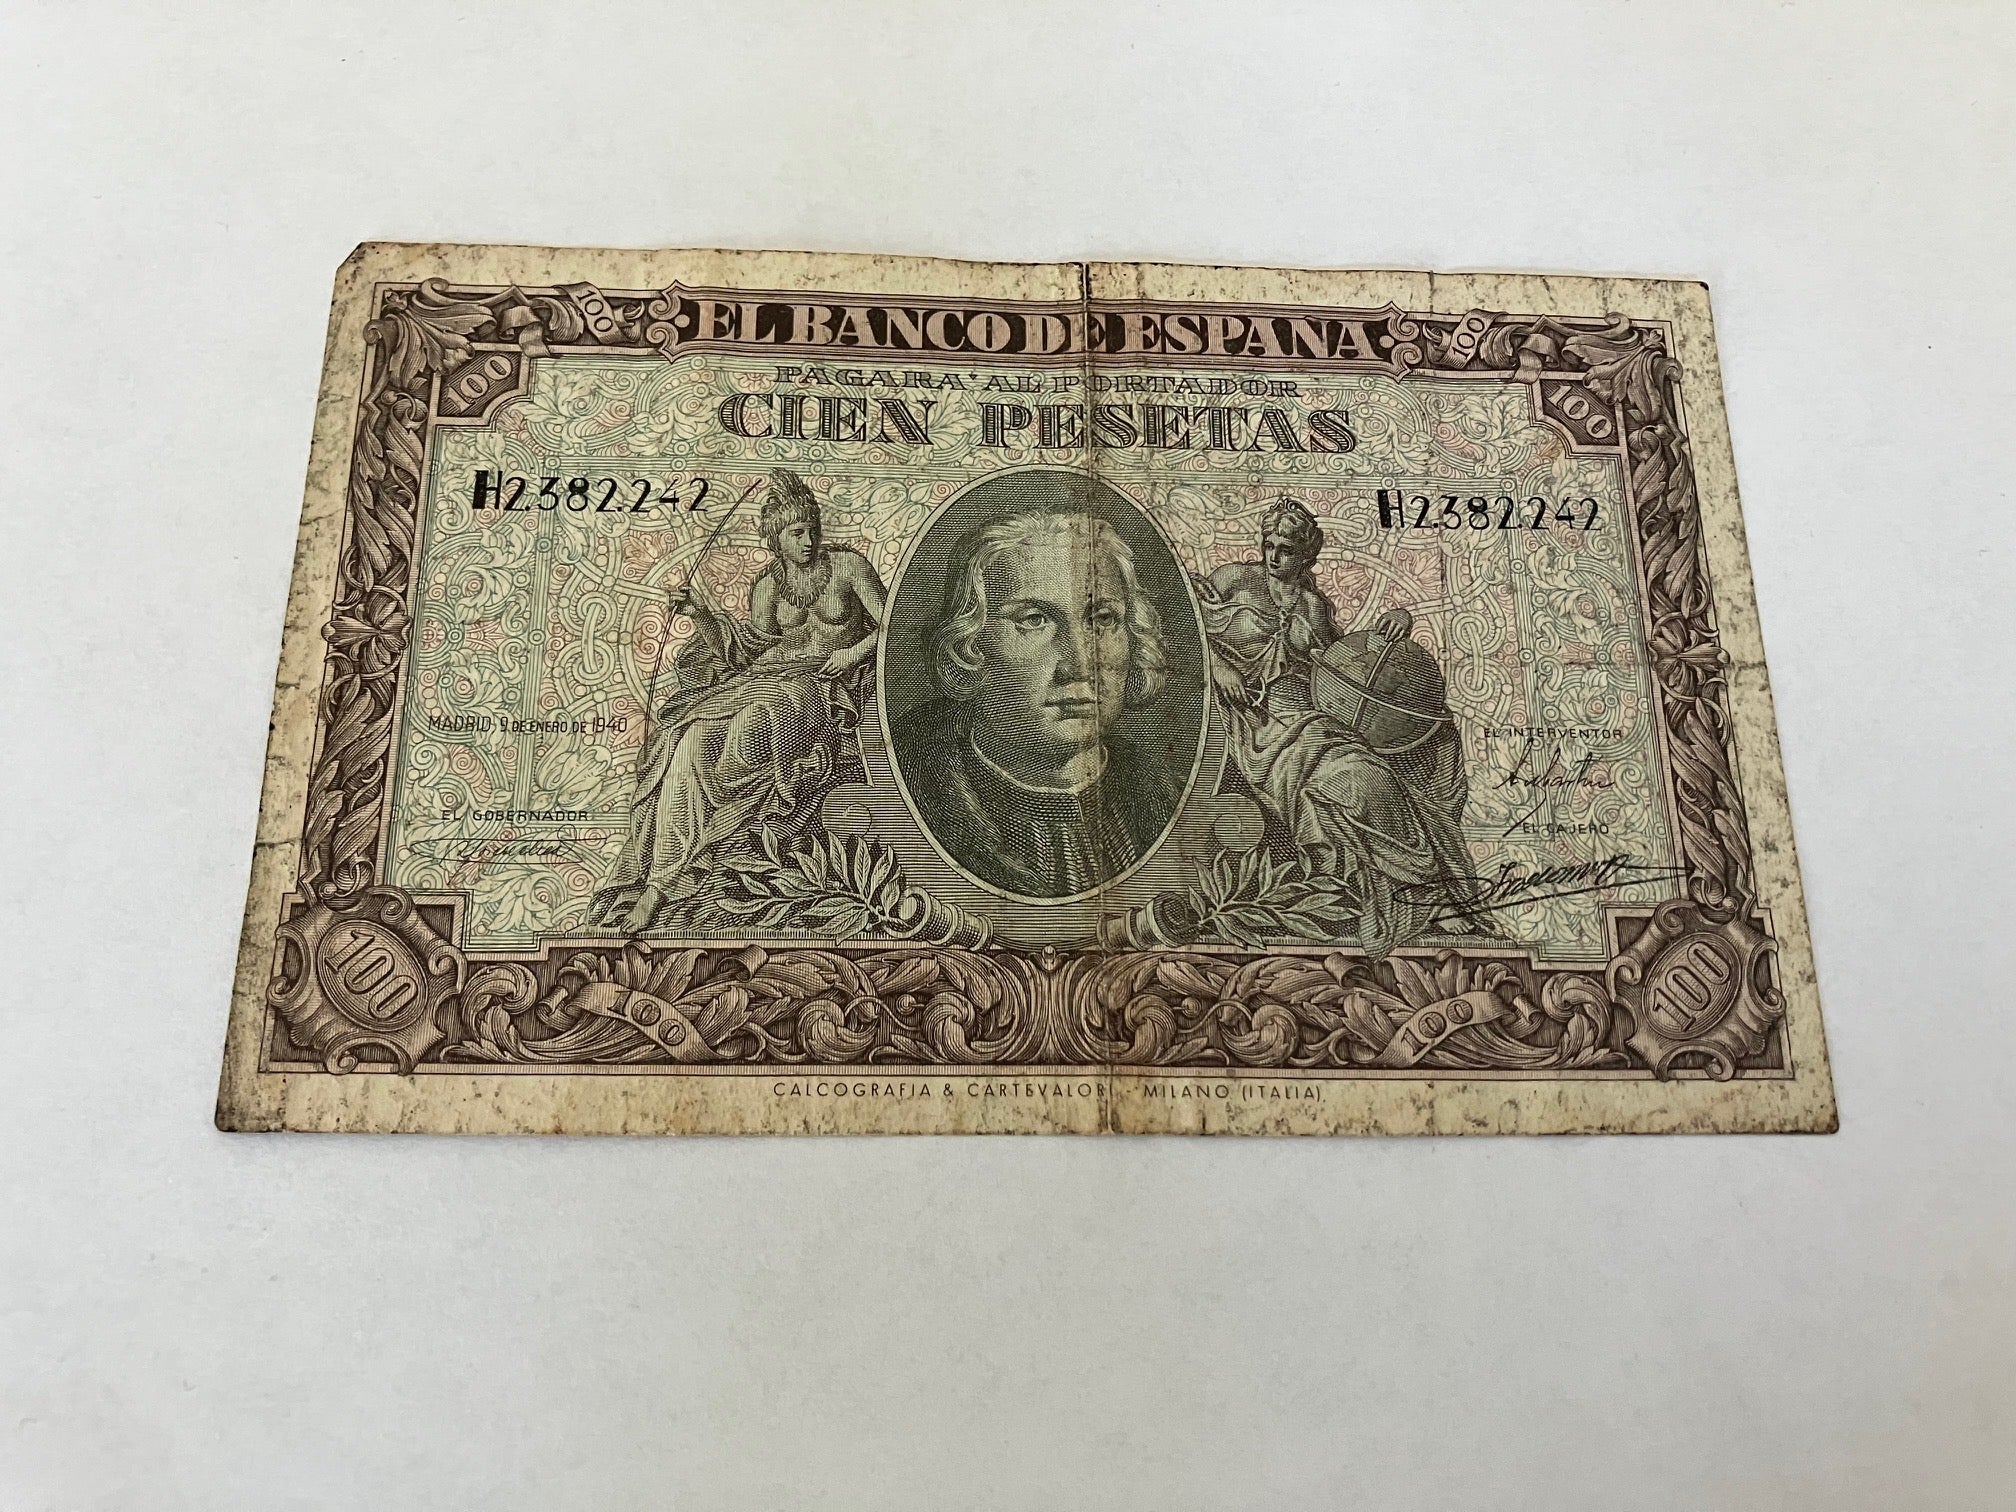 100 EL BANCO DE ESPAÑA 100
100 PAGARA AL PORTADOR 100
CIEN PESETAS
H2.382.242 H2.382.242
MADRID, 9 DE ENERO DE 1940
EL INTERVENTOR
EL GOBERNADOR
EL CAJERO
100 100 100 100
CALCOGRAFIA & CARTEVALORI - MILANO (ITALIA).